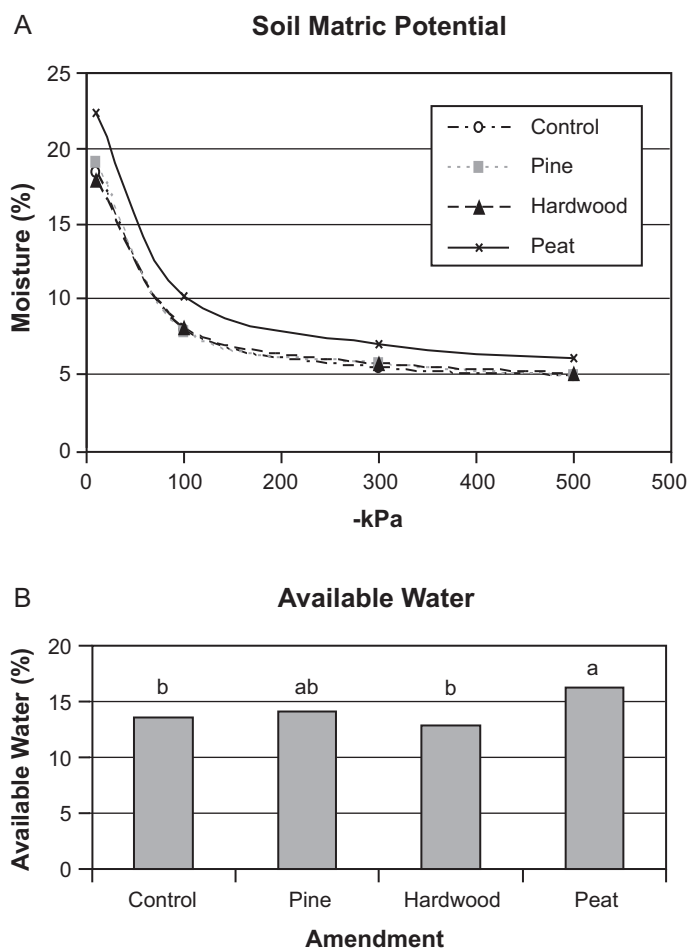 A
Soil Matric Potential
25
20
15
10
5
0
Moisture (%)
Control
Pine
Hardwood
Peat
0 100 200 300 400 500 500
-kPa
B
Available Water
20
15
10
5
0
Available Water (%)
b ab b a
Control Pine Hardwood Peat
Amendment